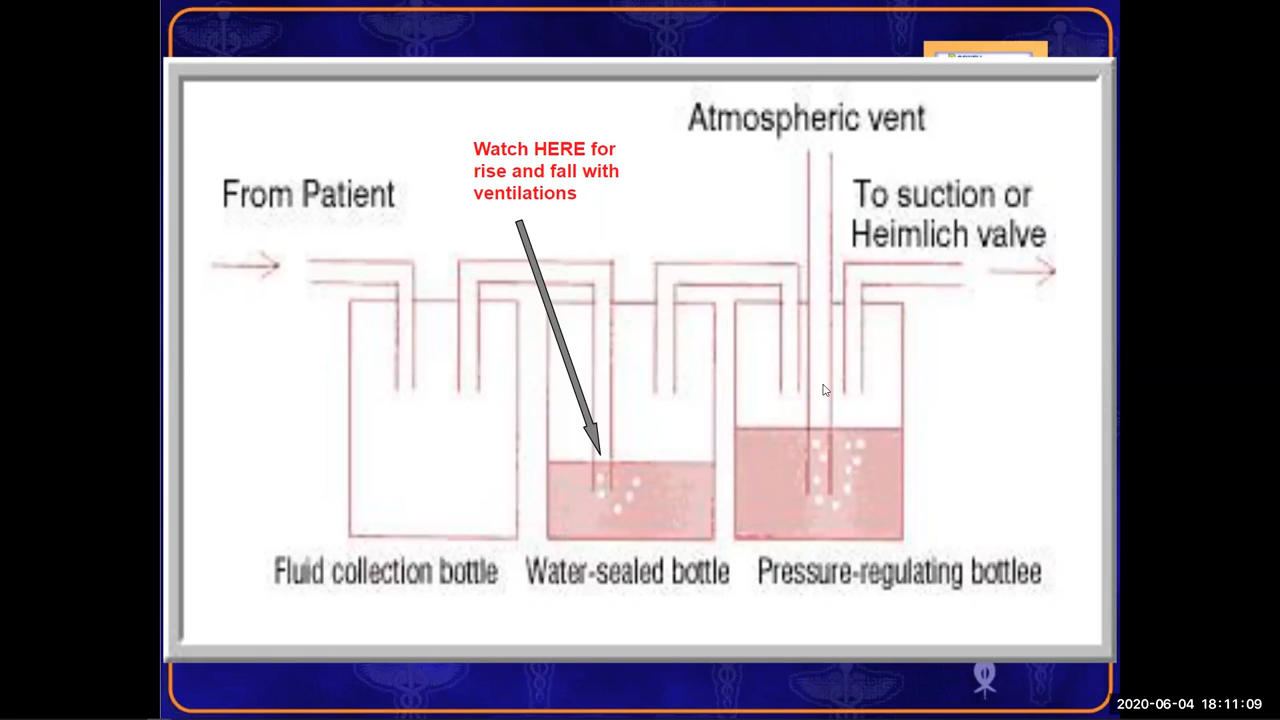 Atmospheric vent
Watch HERE for
rise and fall with
ventilations
From Patient
To suction or
Heimlich valve
Fluid collection bottle
Water-sealed bottle
Pressure-regulating bottlee
2020-06-04 18:11:09